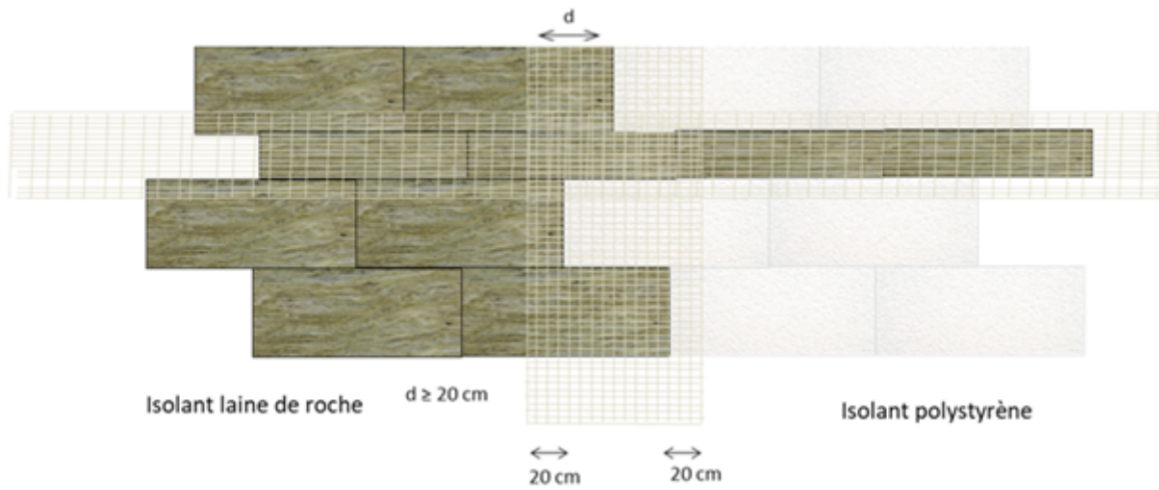 d
Isolant laine de roche
d ≥ 20 cm
Isolant polystyrène
20 cm
20 cm